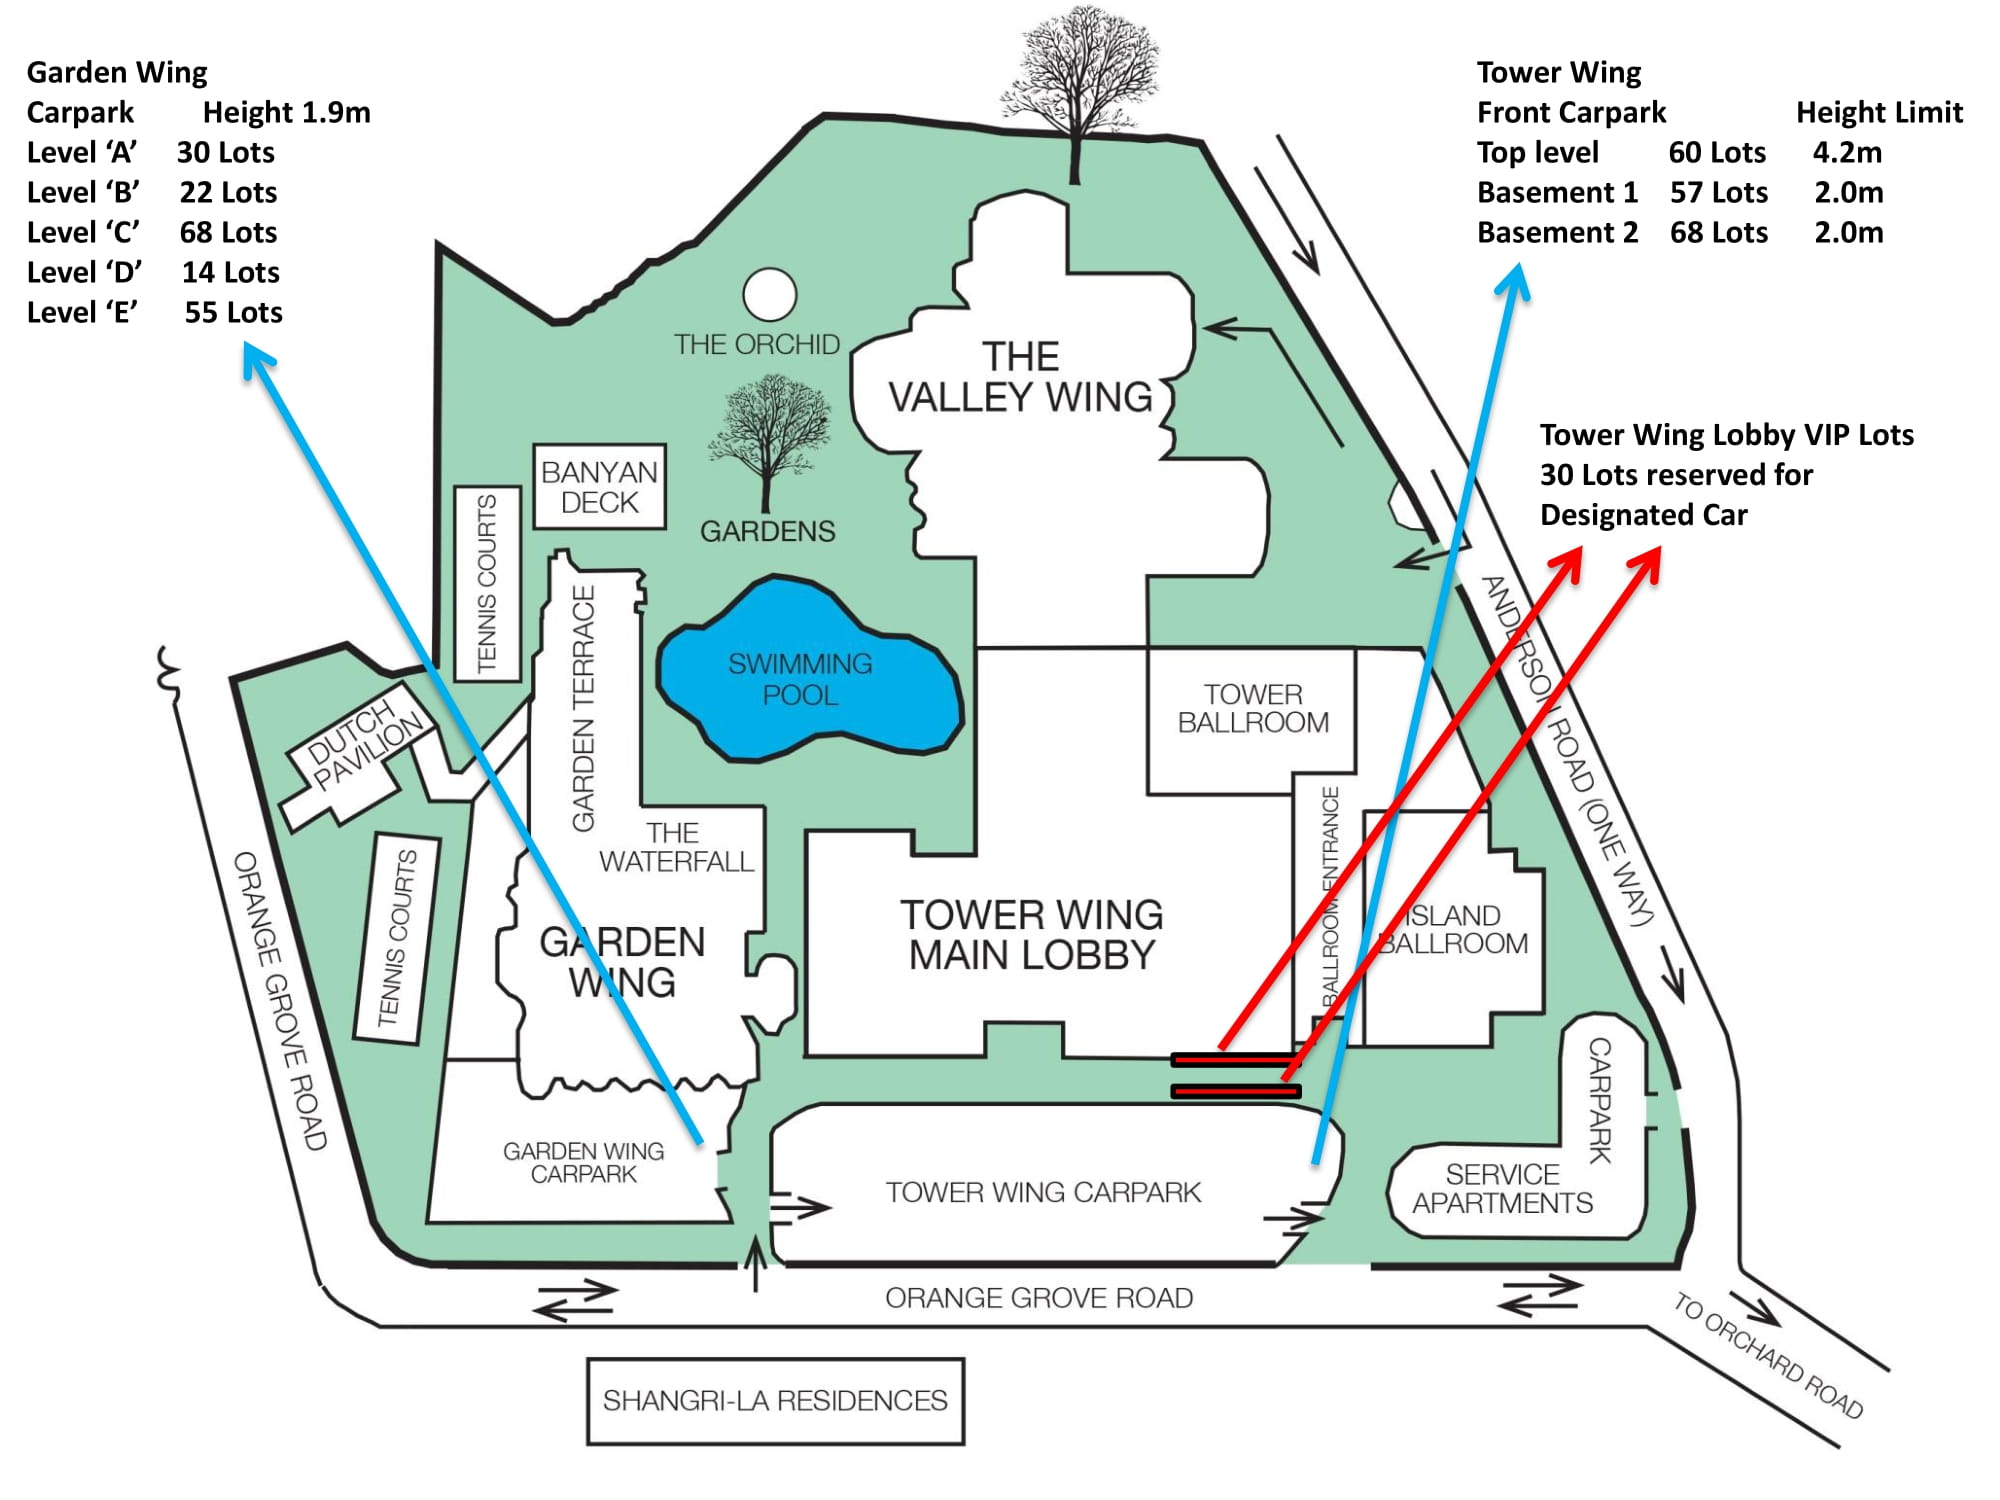 Garden Wing
Carpark Height 1.9m
Level ‘A’ 30 Lots
Level ‘B’ 22 Lots
Level ‘C’ 68 Lots
Level ‘D’ 14 Lots
Level ‘E’ 55 Lots
Tower Wing
Front Carpark Height Limit
Top level 60 Lots 4.2m
Basement 1 57 Lots 2.0m
Basement 2 68 Lots 2.0m
Tower Wing Lobby VIP Lots
30 Lots reserved for
Designated Car
THE ORCHID
THE
VALLEY WING
BANYAN
DECK
GARDENS
TENNIS COURTS
GARDEN TERRACE
SWIMMING
POOL
TOWER
BALLROOM
ANDERSON ROAD (ONE WAY)
DUTCH
PAVILION
THE
WATERFALL
TENNIS COURTS
ORANGE GROVE ROAD
GARDEN
WING
TOWER WING
MAIN LOBBY
BALLROOM ENTRANCE
ISLAND
BALLROOM
CARPARK
GARDEN WING
CARPARK
TOWER WING CARPARK
SERVICE
APARTMENTS
ORANGE GROVE ROAD
TO ORCHARD ROAD
SHANGRI-LA RESIDENCES